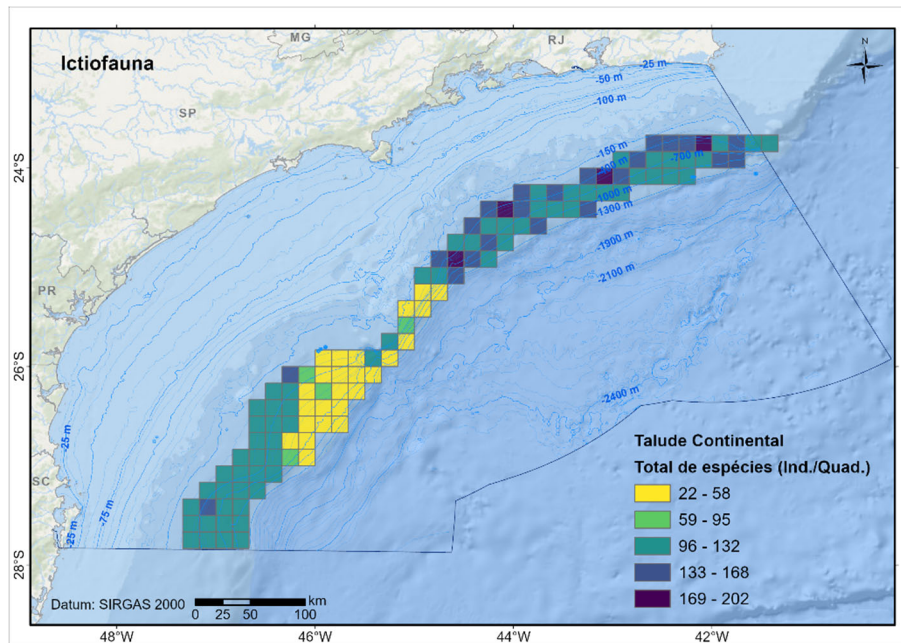 Ictiofauna
MG
RJ
N
SP
-25 m
-50 m
-100 m
24°S
-150 m
-700 m
-1000 m
-1300 m
-1900 m
-2100 m
PR
26°S
-2400 m
-25 m
SC
-75 m
-25 m
28°S
Talude Continental
Total de espécies (Ind./Quad.)
22 - 58
59 - 95
96 - 132
133 - 168
169 - 202
Datum: SIRGAS 2000
km
0 25 50 100
48°W 46°W 44°W 42°W